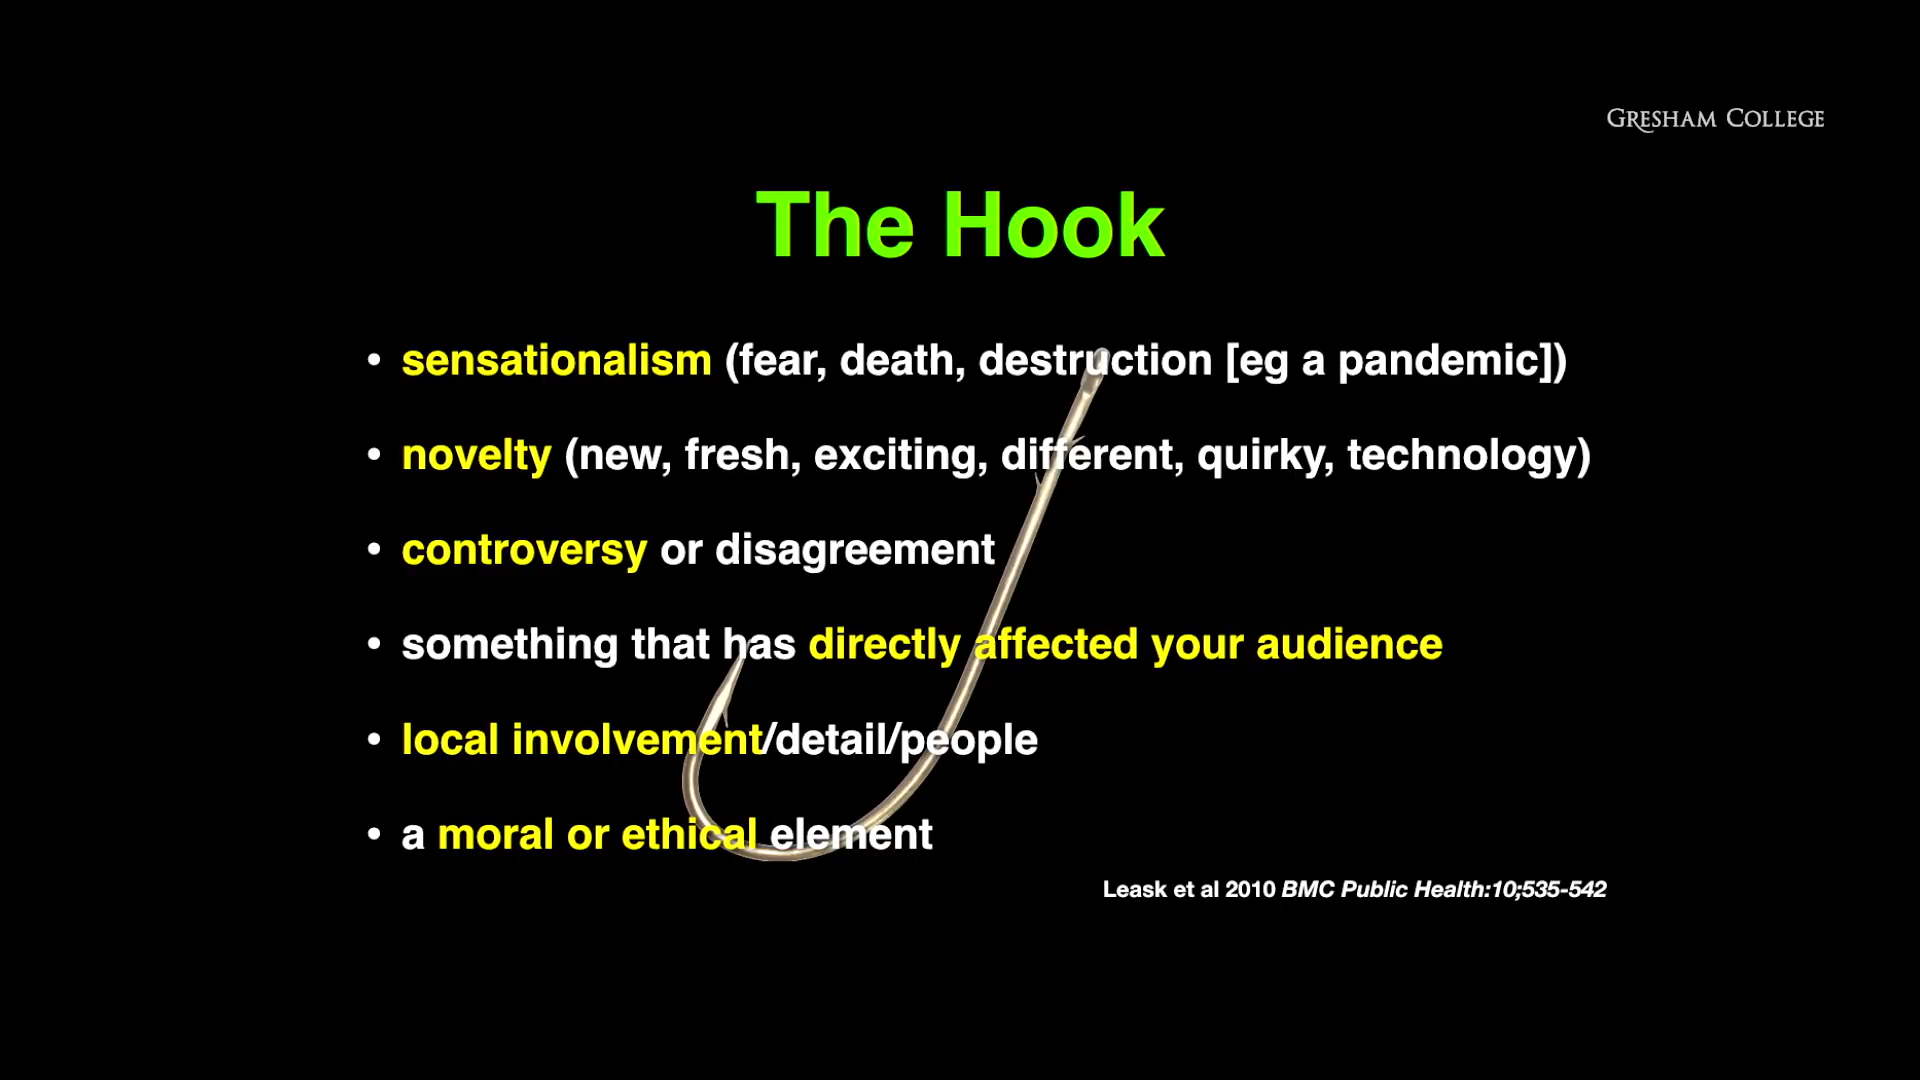 GRESHAM COLLEGE
The Hook
• sensationalism (fear, death, destruction [eg a pandemic])
• novelty (new, fresh, exciting, different, quirky, technology)
• controversy or disagreement
• something that has directly affected your audience
• local involvement/detail/people
• a moral or ethical element
Leask et al 2010 BMC Public Health:10;535-542